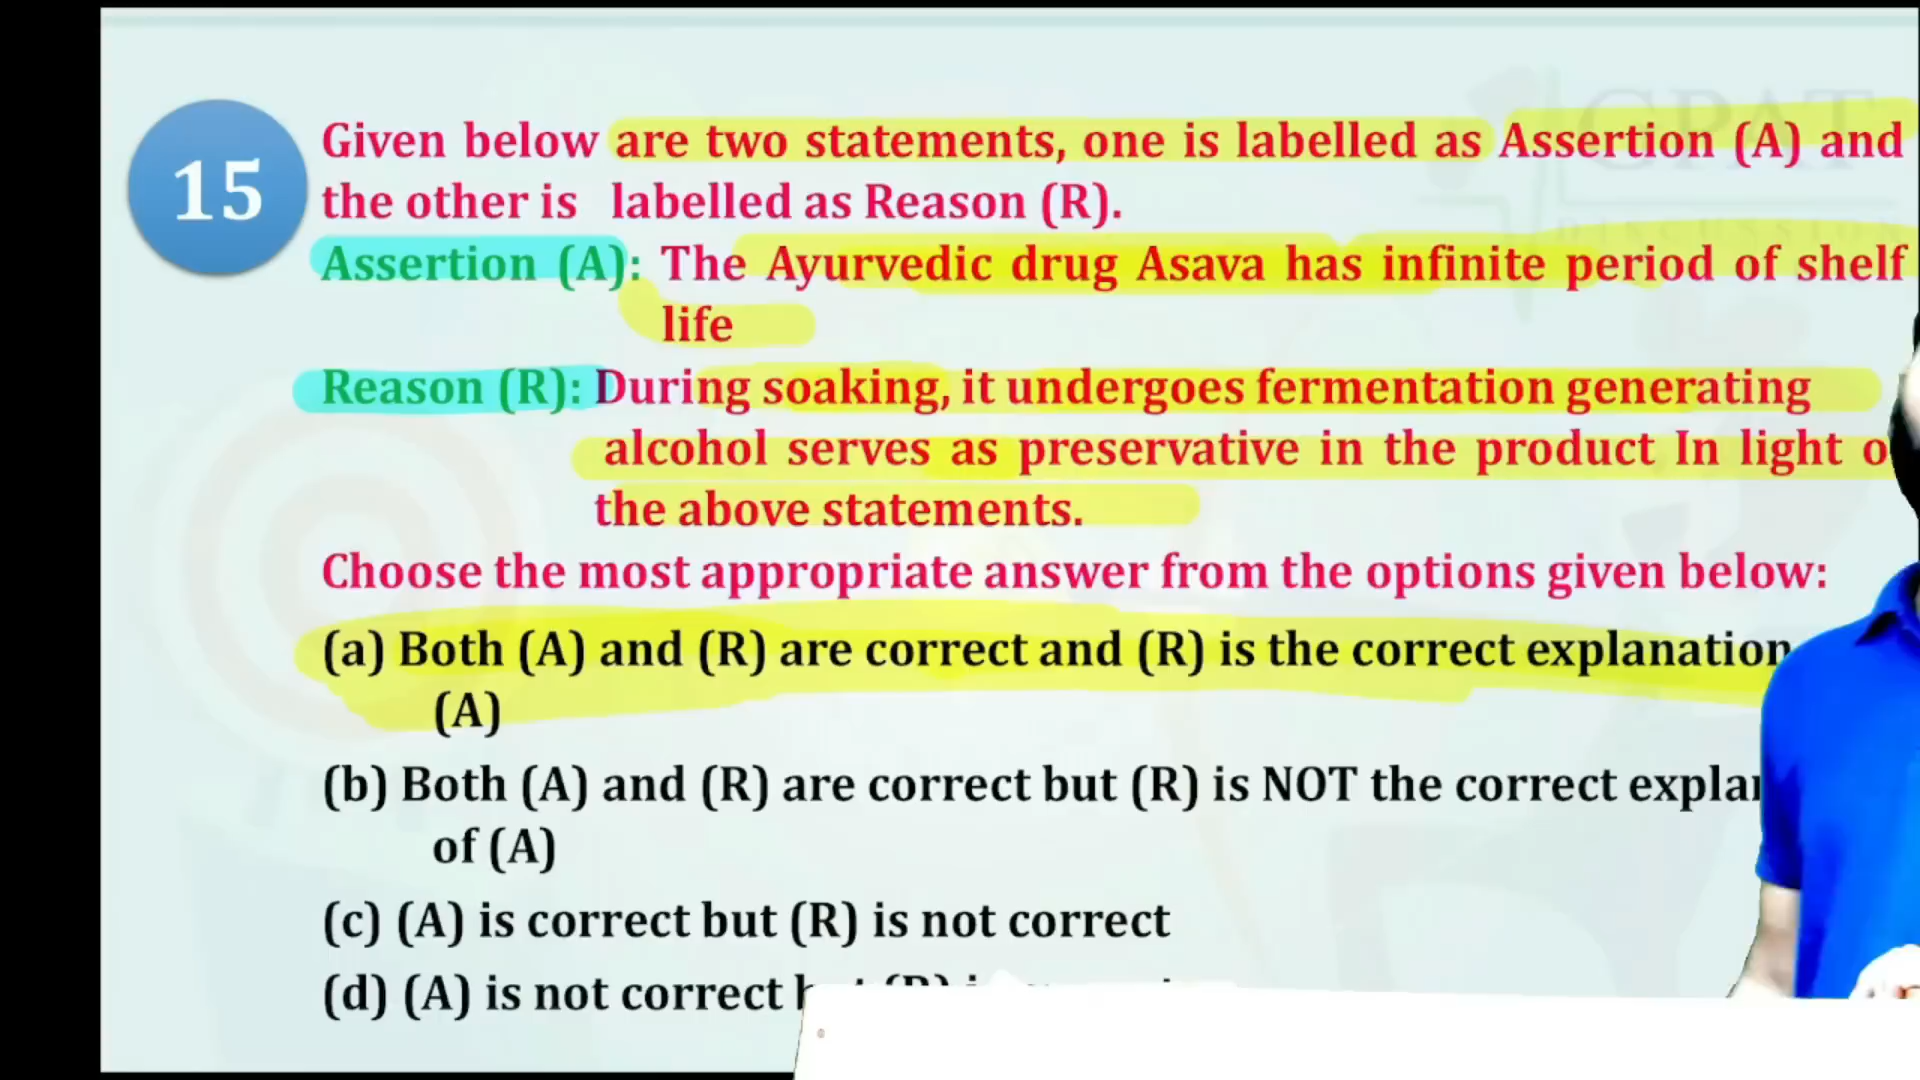 CPAT
DISCUSSION
15
Given below are two statements, one is labelled as Assertion (A) and
the other is labelled as Reason (R).
Assertion (A): The Ayurvedic drug Asava has infinite period of shelf
life
Reason (R): During soaking, it undergoes fermentation generating
alcohol serves as preservative in the product In light o
the above statements.
Choose the most appropriate answer from the options given below:
(a) Both (A) and (R) are correct and (R) is the correct explanation
(A)
(b) Both (A) and (R) are correct but (R) is NOT the correct explan
of (A)
(c) (A) is correct but (R) is not correct
(d) (A) is not correct